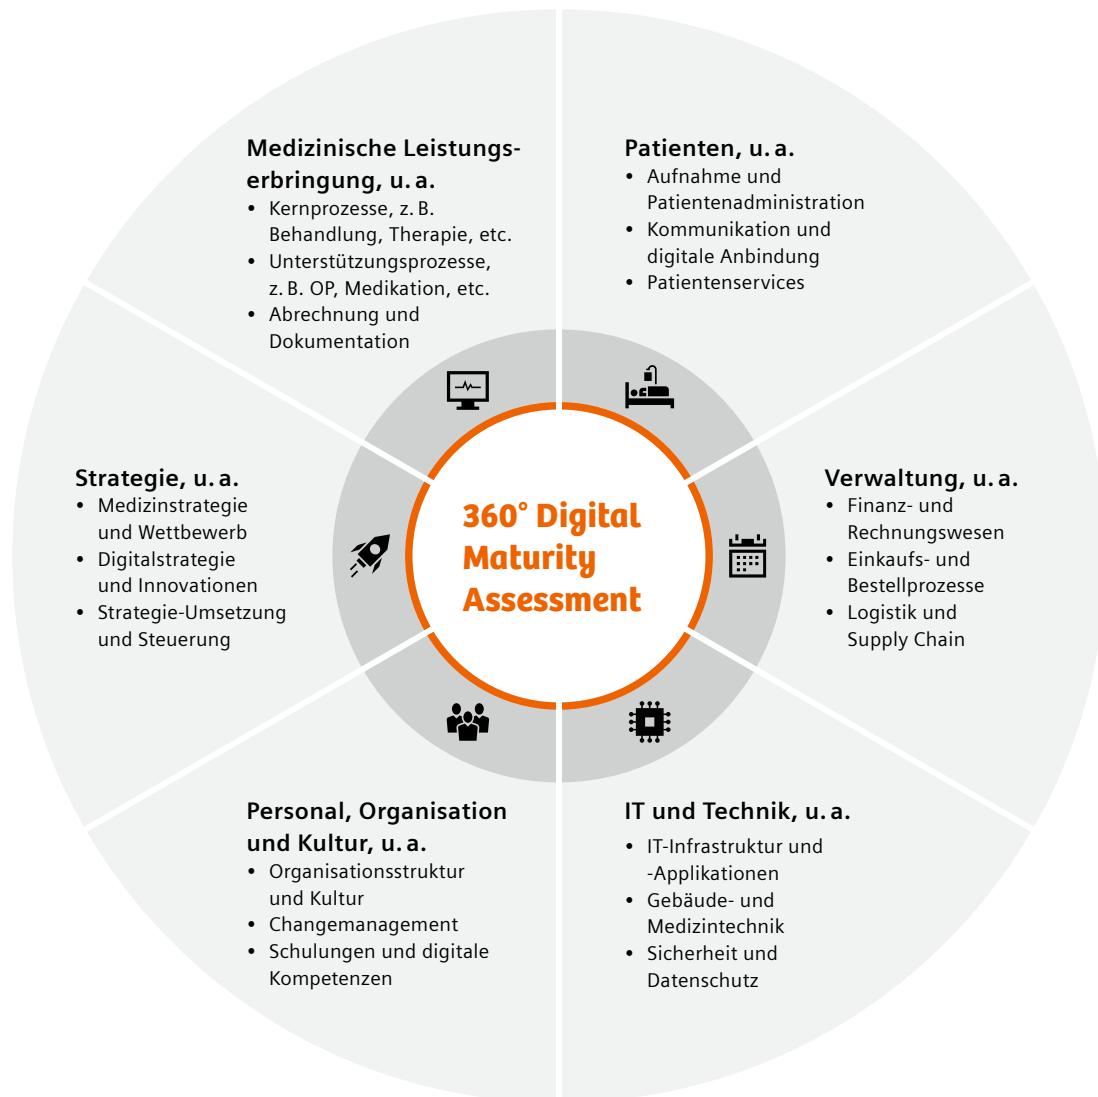 Medizinische Leistungs-
erbringung, u. a.
• Kernprozesse, z. B.
Behandlung, Therapie, etc.
• Unterstützungsprozesse,
z. B. OP, Medikation, etc.
• Abrechnung und
Dokumentation
Patienten, u. a.
• Aufnahme und
Patientenadministration
• Kommunikation und
digitale Anbindung
• Patientenservices
Strategie, u. a.
• Medizinstrategie
und Wettbewerb
• Digitalstrategie
und Innovationen
• Strategie-Umsetzung
und Steuerung
360° Digital
Maturity
Assessment
Verwaltung, u. a.
• Finanz- und
Rechnungswesen
• Einkaufs- und
Bestellprozesse
• Logistik und
Supply Chain
Personal, Organisation
und Kultur, u. a.
• Organisationsstruktur
und Kultur
• Changemanagement
• Schulungen und digitale
Kompetenzen
IT und Technik, u. a.
• IT-Infrastruktur und
-Applikationen
• Gebäude- und
Medizintechnik
• Sicherheit und
Datenschutz